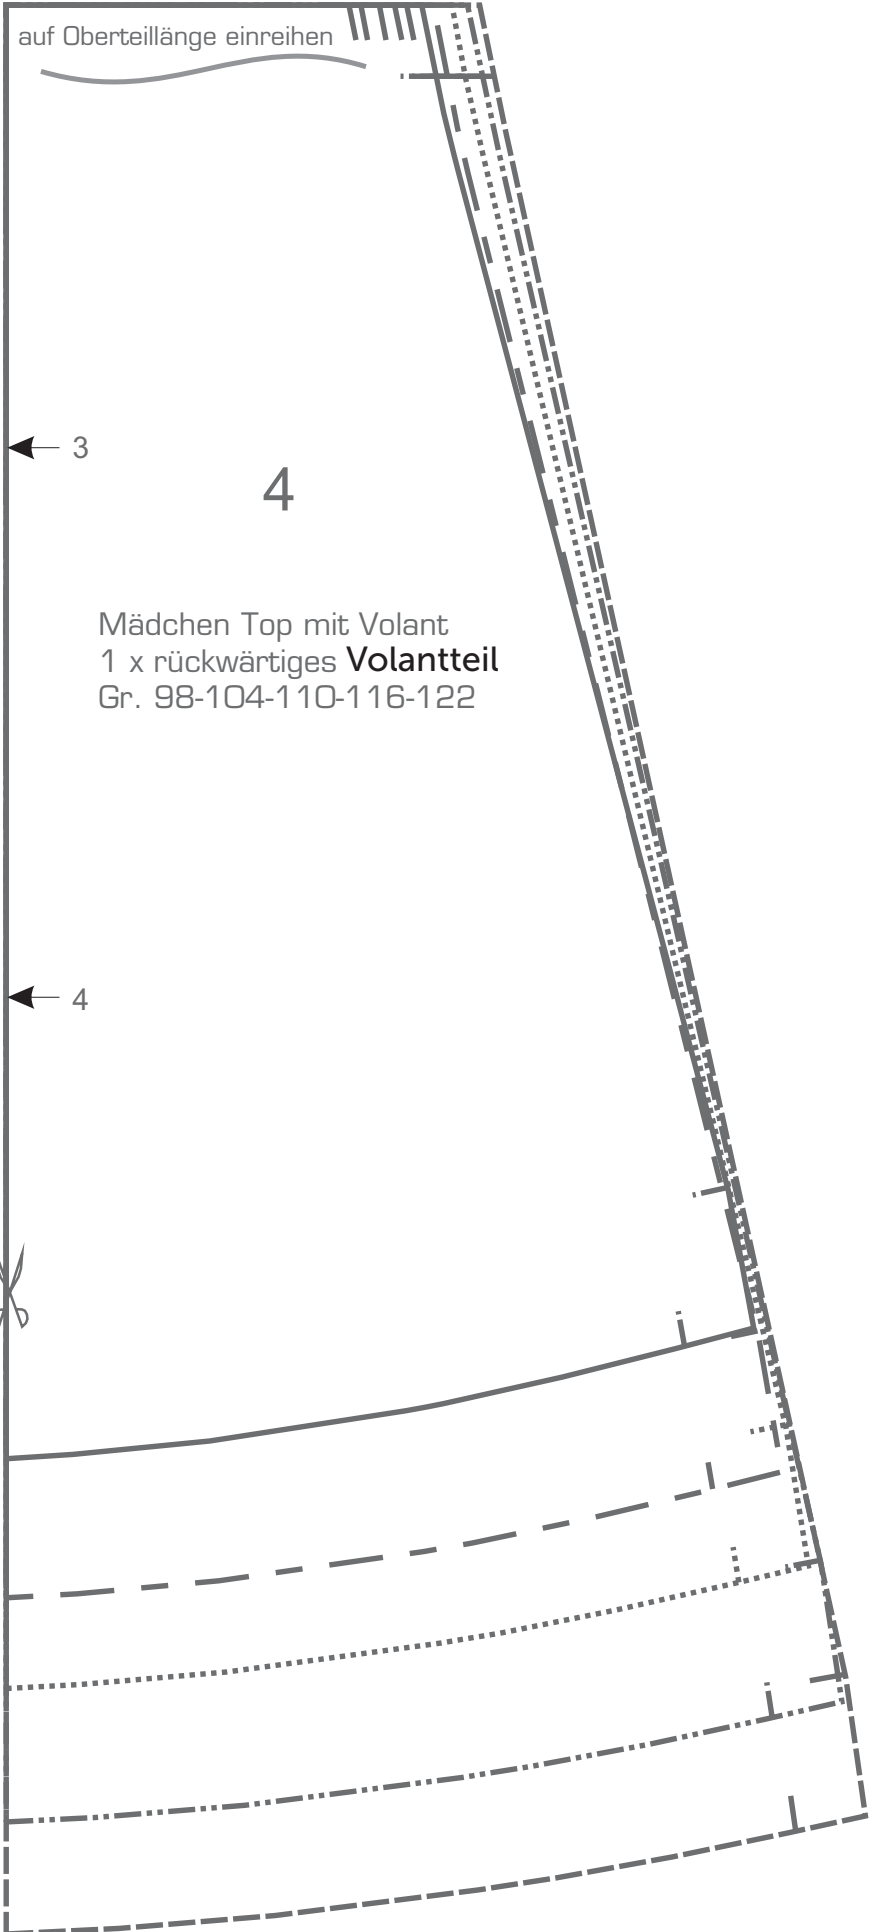 auf Oberteillänge einreihen
3
4
Mädchen Top mit Volant
1 x rückwärtiges Volantteil
Gr. 98-104-110-116-122
4